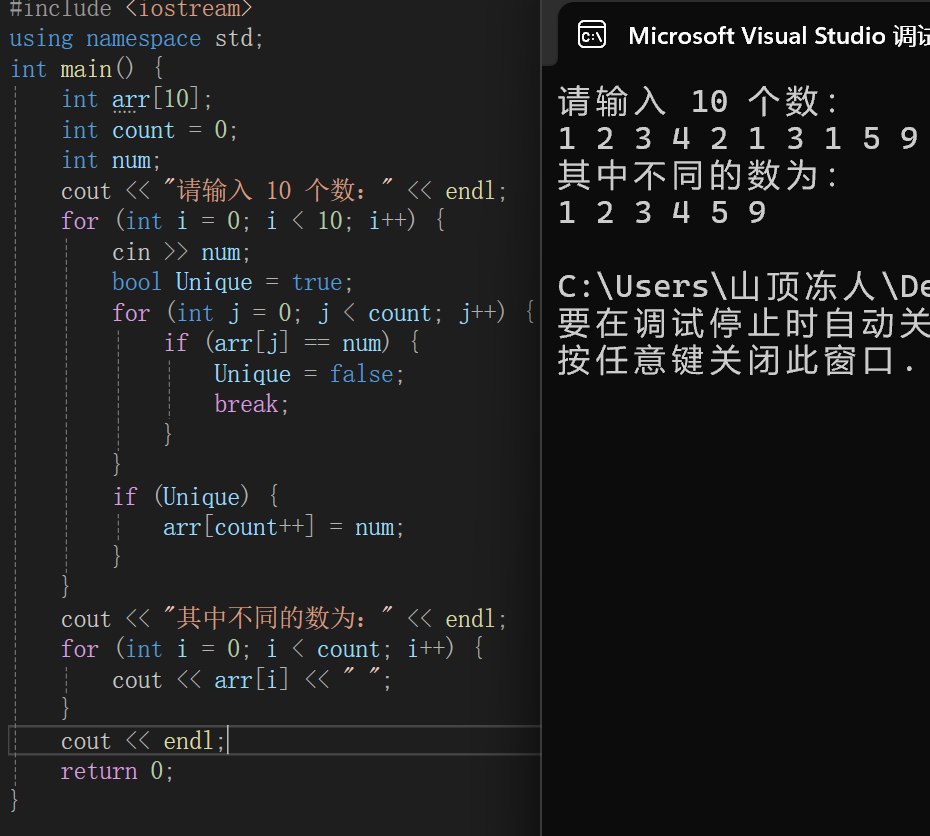 #include <iostream>
using namespace std;
int main() {
    int arr[10];
    int count = 0;
    int num;
    cout << "请输入 10 个数：" << endl;
    for (int i = 0; i < 10; i++) {
        cin >> num;
        bool Unique = true;
        for (int j = 0; j < count; j++) {
            if (arr[j] == num) {
                Unique = false;
                break;
            }
        }
        if (Unique) {
            arr[count++] = num;
        }
    }
    cout << "其中不同的数为：" << endl;
    for (int i = 0; i < count; i++) {
        cout << arr[i] << " ";
    }
    cout << endl;
    return 0;
}
Microsoft Visual Studio 调试
请输入 10 个数：
1 2 3 4 2 1 3 1 5 9
其中不同的数为：
1 2 3 4 5 9
C:\Users\山顶冻人\De
要在调试停止时自动关
按任意键关闭此窗口.